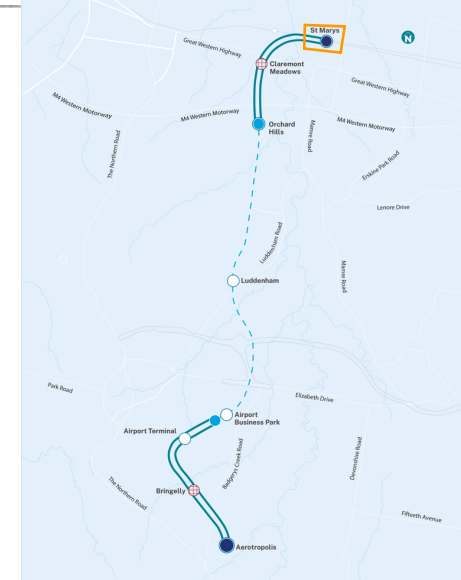 St Marys
N
Great Western Highway
Claremont
Meadows
Great Western Highway
M4 Western Motorway
M4 Western Motorway
Orchard
Hills
M4 Western Motorway
Mamre Road
The Northern Road
Erskine Park Road
Lenore Drive
Luddenham Road
Mamre Road
Luddenham
Park Road
Elizabeth Drive
Airport
Business Park
Airport Terminal
Badgerys Creek Road
Devonshire Road
The Northern Road
Bringelly
Fifteeth Avenue
Aerotropolis